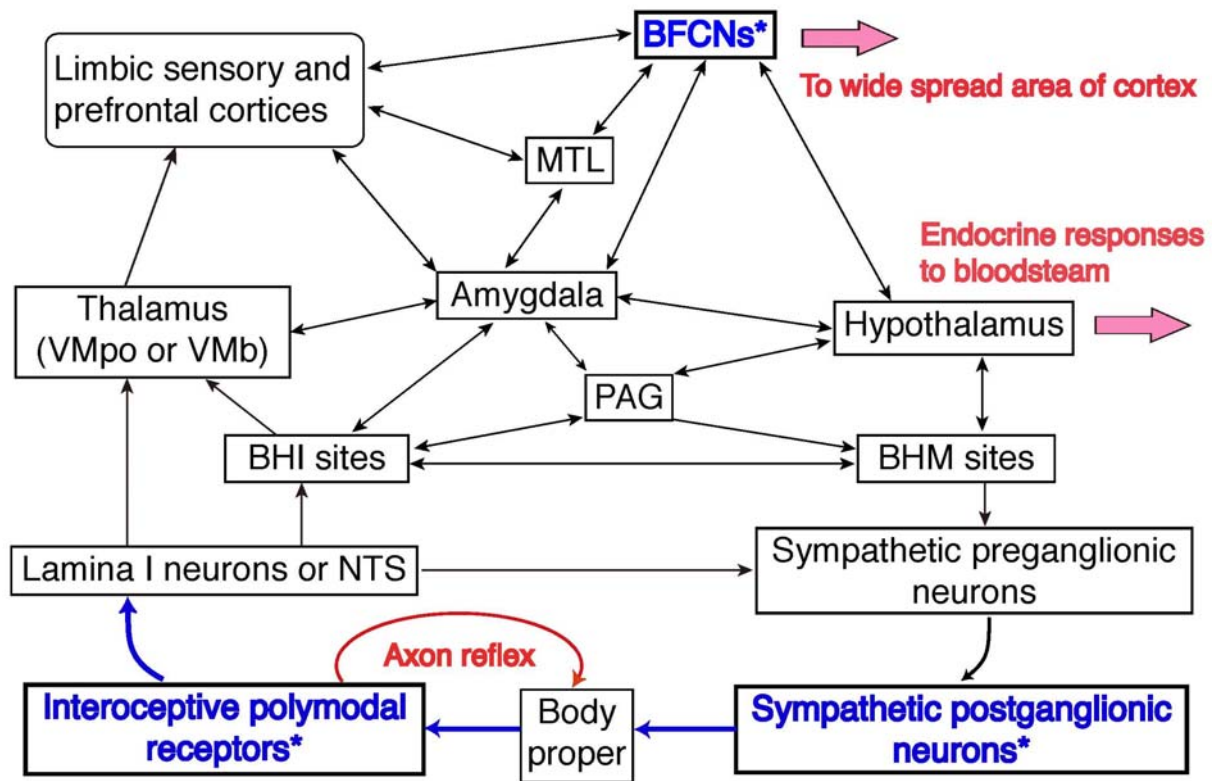 BFCNs*
Limbic sensory and
prefrontal cortices
To wide spread area of cortex
MTL
Endocrine responses
to bloodsteam
Amygdala
Thalamus
(VMpo or VMb)
Hypothalamus
PAG
BHI sites
BHM sites
Lamina I neurons or NTS
Sympathetic preganglionic
neurons
Axon reflex
Interoceptive polymodal
receptors*
Body
proper
Sympathetic postganglionic
neurons*